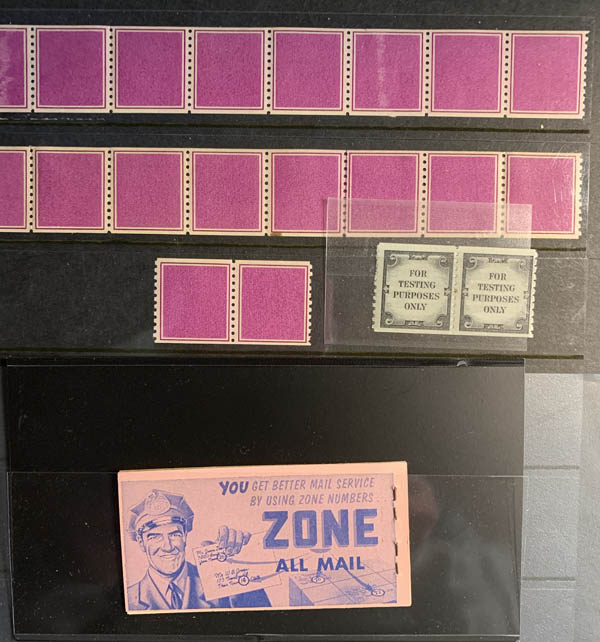 FOR
TESTING
PURPOSES
ONLY
FOR
TESTING
PURPOSES
ONLY
YOU GET BETTER MAIL SERVICE
BY USING ZONE NUMBERS...
ZONE
ALL MAIL